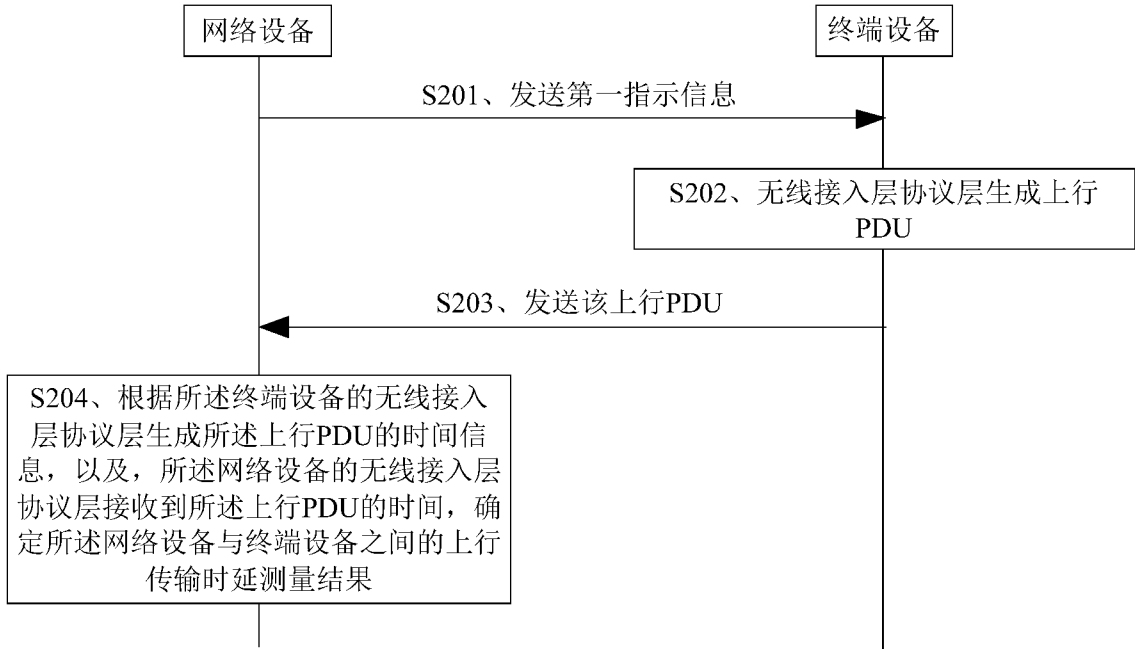 网络设备
终端设备
S201、发送第一指示信息
S202、无线接入层协议层生成上行
PDU
S203、发送该上行PDU
S204、根据所述终端设备的无线接入
层协议层生成所述上行PDU的时间信
息，以及，所述网络设备的无线接入层
协议层接收到所述上行PDU的时间，确
定所述网络设备与终端设备之间的上行
传输时延测量结果